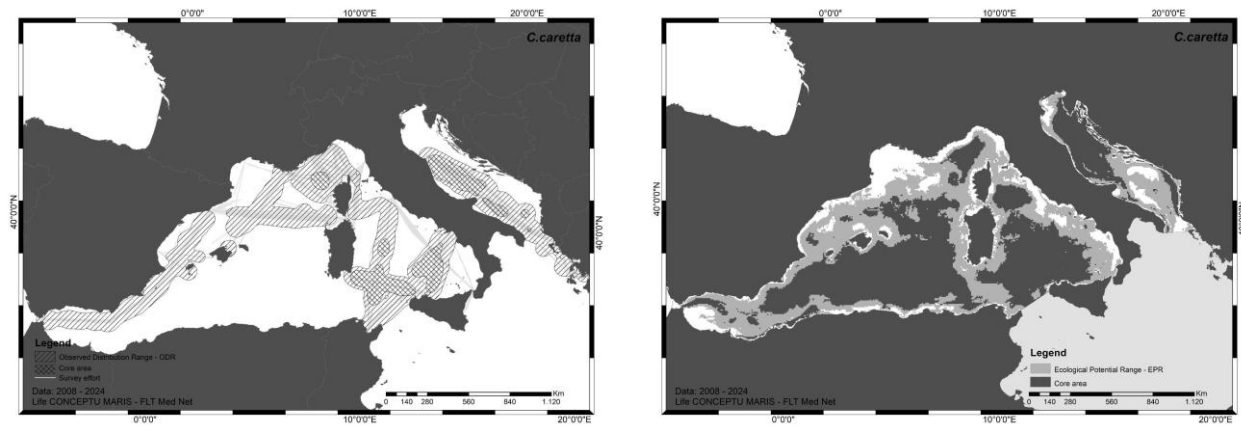 0°0'0"
10°0'0"E
20°0'0"E
C.caretta
40°0'0"N
40°0'0"N
Legend
Observed Distribution Range - ODR
Core area
Survey effort
Data: 2008 - 2024
Life CONCEPTU MARIS - FLT Med Net
Km
0 140 280 560 840 1.120
0°0'0"
10°0'0"E
20°0'0"E
0°0'0"
10°0'0"E
20°0'0"E
C.caretta
40°0'0"N
Legend
Ecological Potential Range - EPR
Core area
Data: 2008 - 2024
Life CONCEPTU MARIS - FLT Med Net
Km
0 140 280 560 840 1.120
0°0'0"
10°0'0"E
20°0'0"E